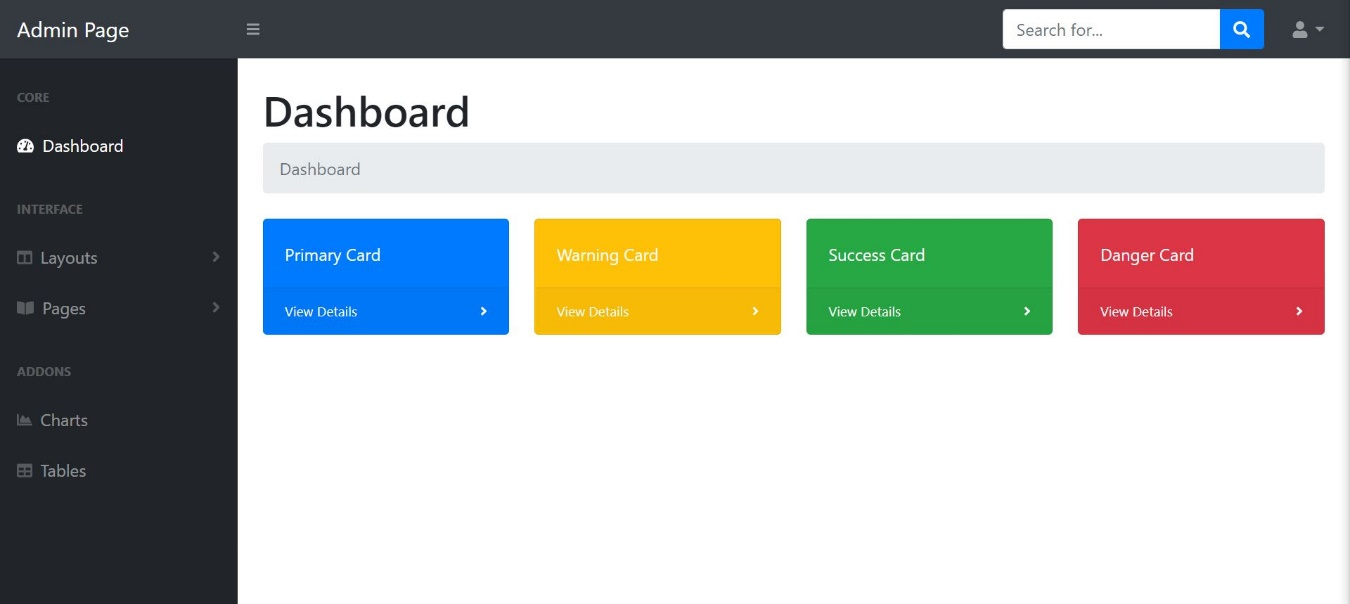 Admin Page
Search for...
CORE
Dashboard
INTERFACE
Layouts
Pages
ADDONS
Charts
Tables
Dashboard
Dashboard
Primary Card
View Details
Warning Card
View Details
Success Card
View Details
Danger Card
View Details